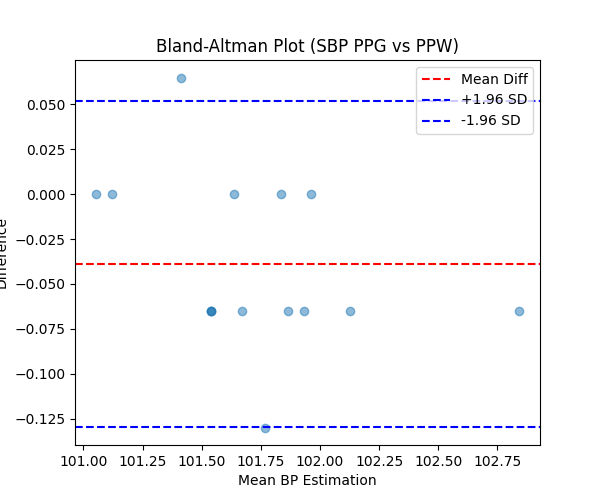 Bland-Altman Plot (SBP PPG vs PPW)
Mean Diff
+1.96 SD
-1.96 SD
0.050
0.025
0.000
−0.025
−0.050
−0.075
−0.100
−0.125
Difference
101.00 101.25 101.50 101.75 102.00 102.25 102.50 102.75
Mean BP Estimation